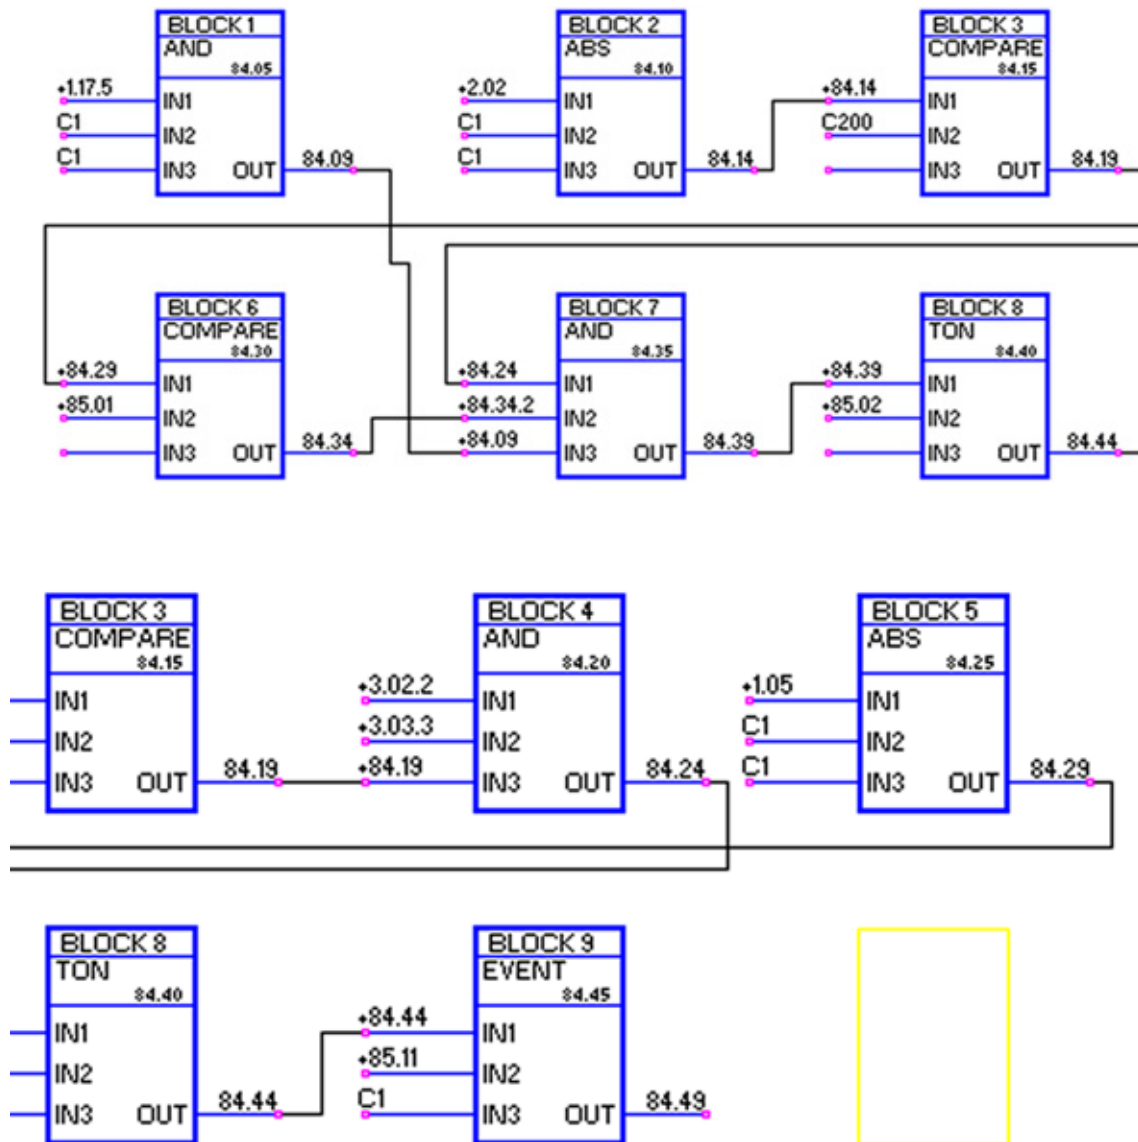 BLOCK 1
AND
84.05
+1.17.5
IN1
C1
IN2
C1
IN3 OUT 84.09
BLOCK 2
ABS
84.10
+2.02
IN1
C1
IN2
C1
IN3 OUT 84.14
BLOCK 3
COMPARE
84.15
+84.14
IN1
C200
IN2
IN3 OUT 84.19
BLOCK 6
COMPARE
84.30
+84.29
IN1
+85.01
IN2
IN3 OUT 84.34
BLOCK 7
AND
84.35
+84.24
IN1
+84.34.2
IN2
+84.09
IN3 OUT 84.39
BLOCK 8
TON
84.40
+84.39
IN1
+85.02
IN2
IN3 OUT 84.44
BLOCK 3
COMPARE
84.15
IN1
IN2
IN3 OUT 84.19
BLOCK 4
AND
84.20
+3.02.2
IN1
+3.03.3
IN2
+84.19
IN3 OUT 84.24
BLOCK 5
ABS
84.25
+1.05
IN1
C1
IN2
C1
IN3 OUT 84.29
BLOCK 8
TON
84.40
IN1
IN2
IN3 OUT 84.44
BLOCK 9
EVENT
84.45
+84.44
IN1
+85.11
IN2
C1
IN3 OUT 84.49